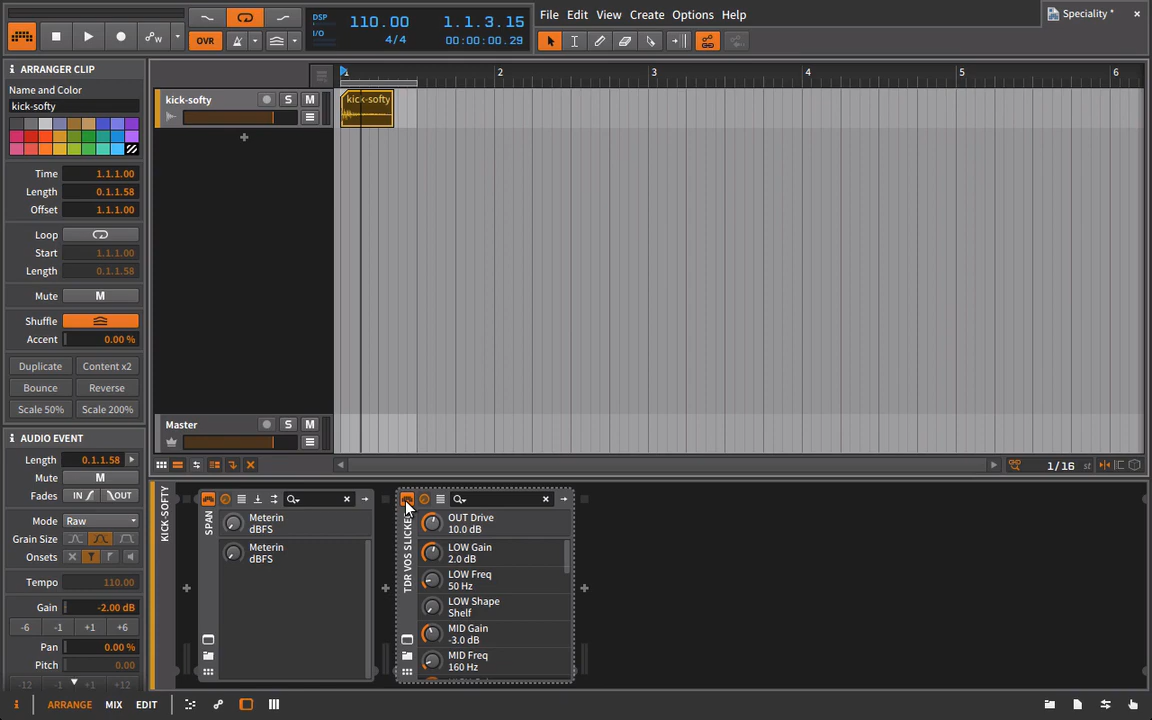 DSP
I/O
110.00
4/4
1.1.3.15
00:00:00.29
OVR
File Edit View Create Options Help
Speciality *
ARRANGER CLIP
Name and Color
kick-softy
Time 1.1.1.00
Length 0.1.1.58
Offset 1.1.1.00
Loop
Start 1.1.1.00
Length 0.1.1.58
Mute M
Shuffle
Accent 0.00 %
Duplicate Content x2
Bounce Reverse
Scale 50% Scale 200%
AUDIO EVENT
Length 0.1.1.58
Mute M
Fades IN OUT
Mode Raw
Grain Size
Onsets
Tempo 110.00
Gain -2.00 dB
-6 -1 +1 +6
Pan 0.00 %
Pitch 0.00
-12 -1 +1 +12
1 2 3 4 5 6
kick-softy S M
kick-softy
Master S M
1/16
KICK-SOFTY
SPAN
Meterin
dBFS
Meterin
dBFS
TDR VOS SLICKE
OUT Drive
10.0 dB
LOW Gain
2.0 dB
LOW Freq
50 Hz
LOW Shape
Shelf
MID Gain
-3.0 dB
MID Freq
160 Hz
ARRANGE MIX EDIT